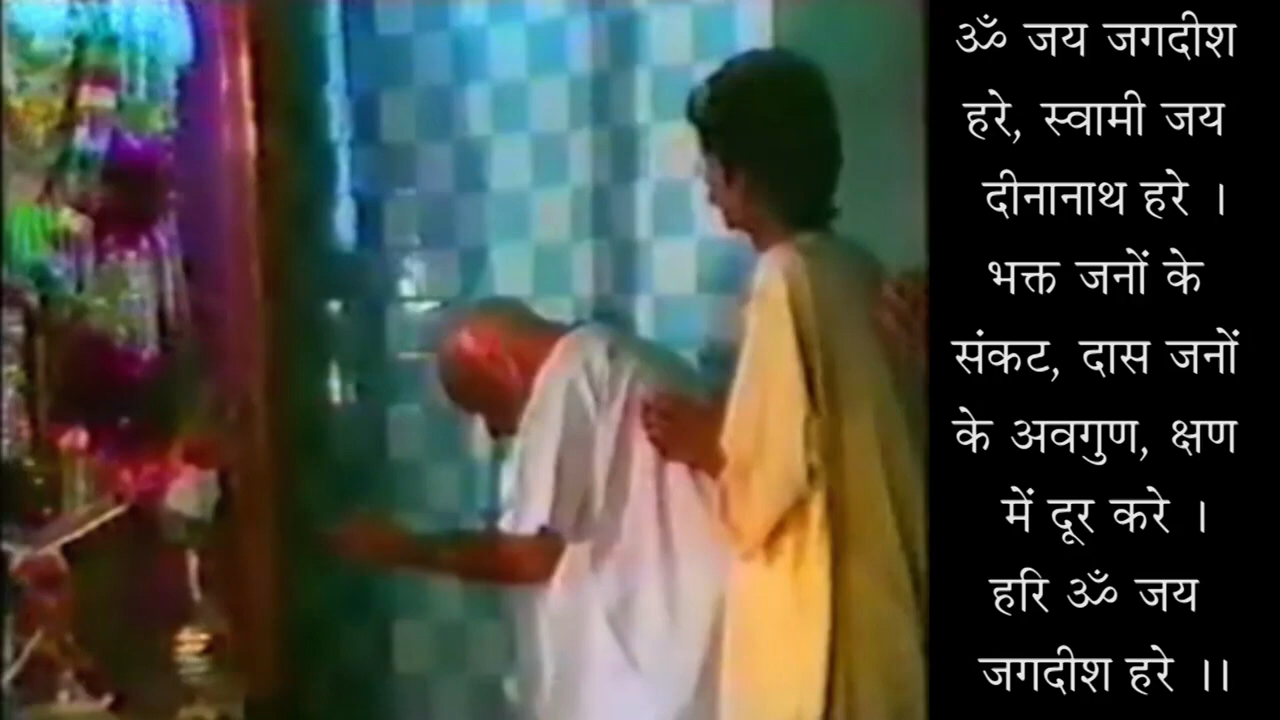 ॐ जय जगदीश
हरे, स्वामी जय
दीनानाथ हरे ।
भक्त जनों के
संकट, दास जनों
के अवगुण, क्षण
में दूर करे ।
हरि ॐ जय
जगदीश हरे ।।